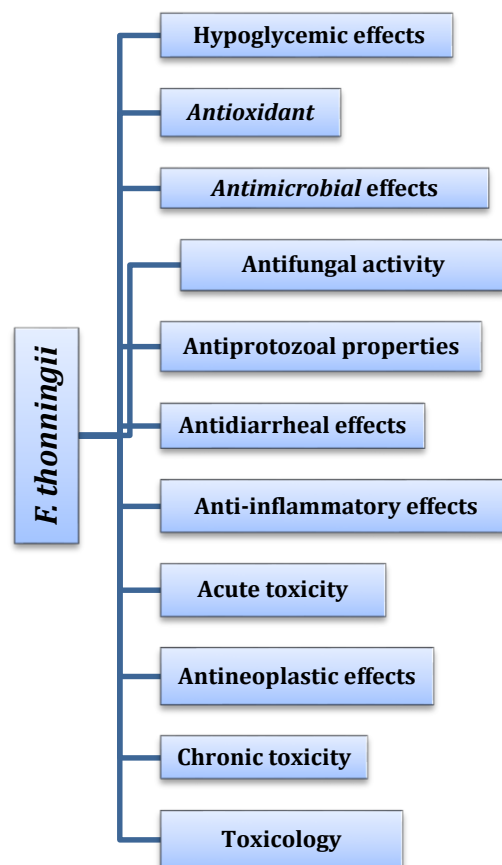 Hypoglycemic effects
Antioxidant
Antimicrobial effects
Antifungal activity
Antiprotozoal properties
F. thonningii
Antidiarrheal effects
Anti-inflammatory effects
Acute toxicity
Antineoplastic effects
Chronic toxicity
Toxicology